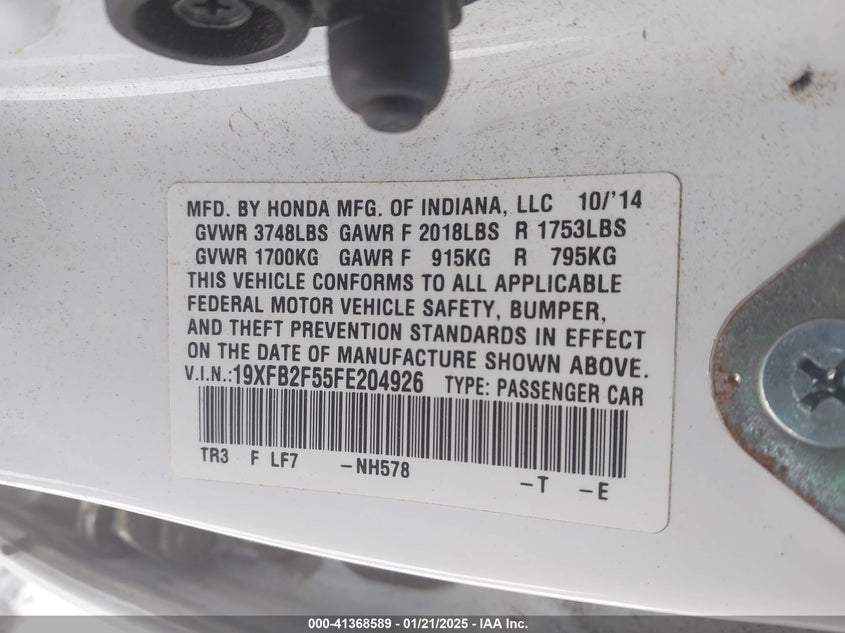 MFD. BY HONDA MFG. OF INDIANA, LLC 10/'14
GVWR 3748LBS GAWR F 2018LBS R 1753LBS
GVWR 1700KG GAWR F 915KG R 795KG
THIS VEHICLE CONFORMS TO ALL APPLICABLE
FEDERAL MOTOR VEHICLE SAFETY, BUMPER,
AND THEFT PREVENTION STANDARDS IN EFFECT
ON THE DATE OF MANUFACTURE SHOWN ABOVE.
V.I.N.:19XFB2F55FE204926 TYPE: PASSENGER CAR
TR3 F LF7 -NH578 -T -E
000-41368589 | 01/21/2025 - IAA Inc.